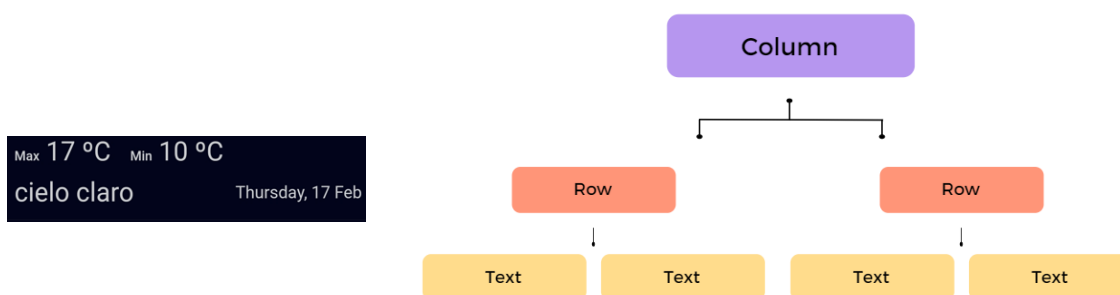 Column
Max 17 ºC Min 10 ºC
cielo claro Thursday, 17 Feb
Row Row
Text Text Text Text